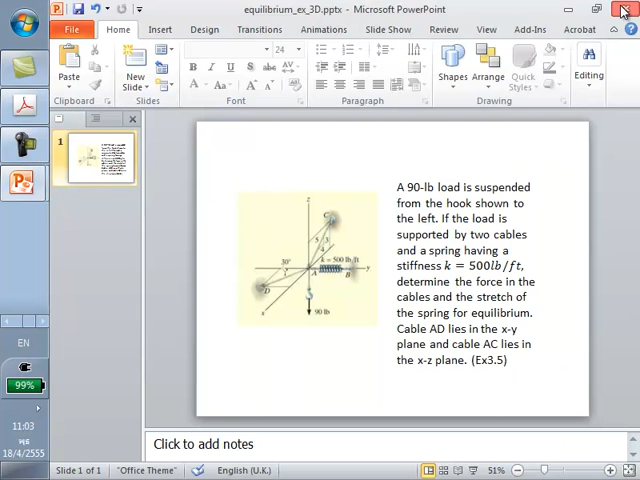 equilibrium_ex_3D.pptx - Microsoft PowerPoint
File Home Insert Design Transitions Animations Slide Show Review View Add-Ins Acrobat
Paste
New
Slide
Shapes
Arrange
Quick
Styles
Editing
24
B I U S
Clipboard Slides Font Paragraph Drawing
1
z
C
5 3
4
30°
k = 500 lb/ft
y
A
B
D
x
90 lb
A 90-lb load is suspended
from the hook shown to
the left. If the load is
supported by two cables
and a spring having a
stiffness k = 500lb/ft,
determine the force in the
cables and the stretch of
the spring for equilibrium.
Cable AD lies in the x-y
plane and cable AC lies in
the x-z plane. (Ex3.5)
EN
99%
11:03
18/4/2555
Click to add notes
Slide 1 of 1
"Office Theme"
English (U.K.)
51%